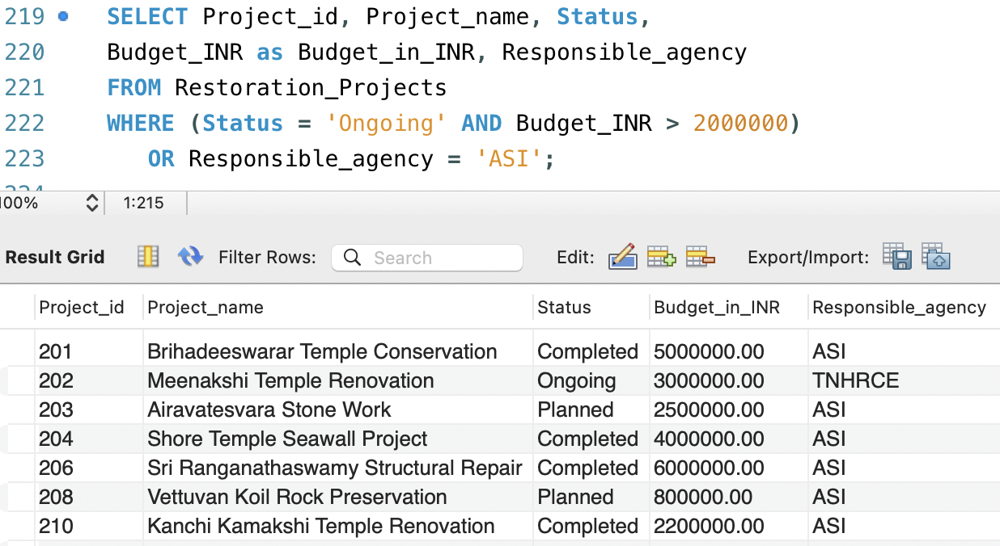 219 SELECT Project_id, Project_name, Status,
220 Budget_INR as Budget_in_INR, Responsible_agency
221 FROM Restoration_Projects
222 WHERE (Status = 'Ongoing' AND Budget_INR > 2000000)
223 OR Responsible_agency = 'ASI';
100% 1:215
Result Grid Filter Rows: Search Edit: Export/Import:
Project_id Project_name Status Budget_in_INR Responsible_agency
201 Brihadeeswarar Temple Conservation Completed 5000000.00 ASI
202 Meenakshi Temple Renovation Ongoing 3000000.00 TNHRCE
203 Airavatesvara Stone Work Planned 2500000.00 ASI
204 Shore Temple Seawall Project Completed 4000000.00 ASI
206 Sri Ranganathaswamy Structural Repair Completed 6000000.00 ASI
208 Vettuvan Koil Rock Preservation Planned 800000.00 ASI
210 Kanchi Kamakshi Temple Renovation Completed 2200000.00 ASI